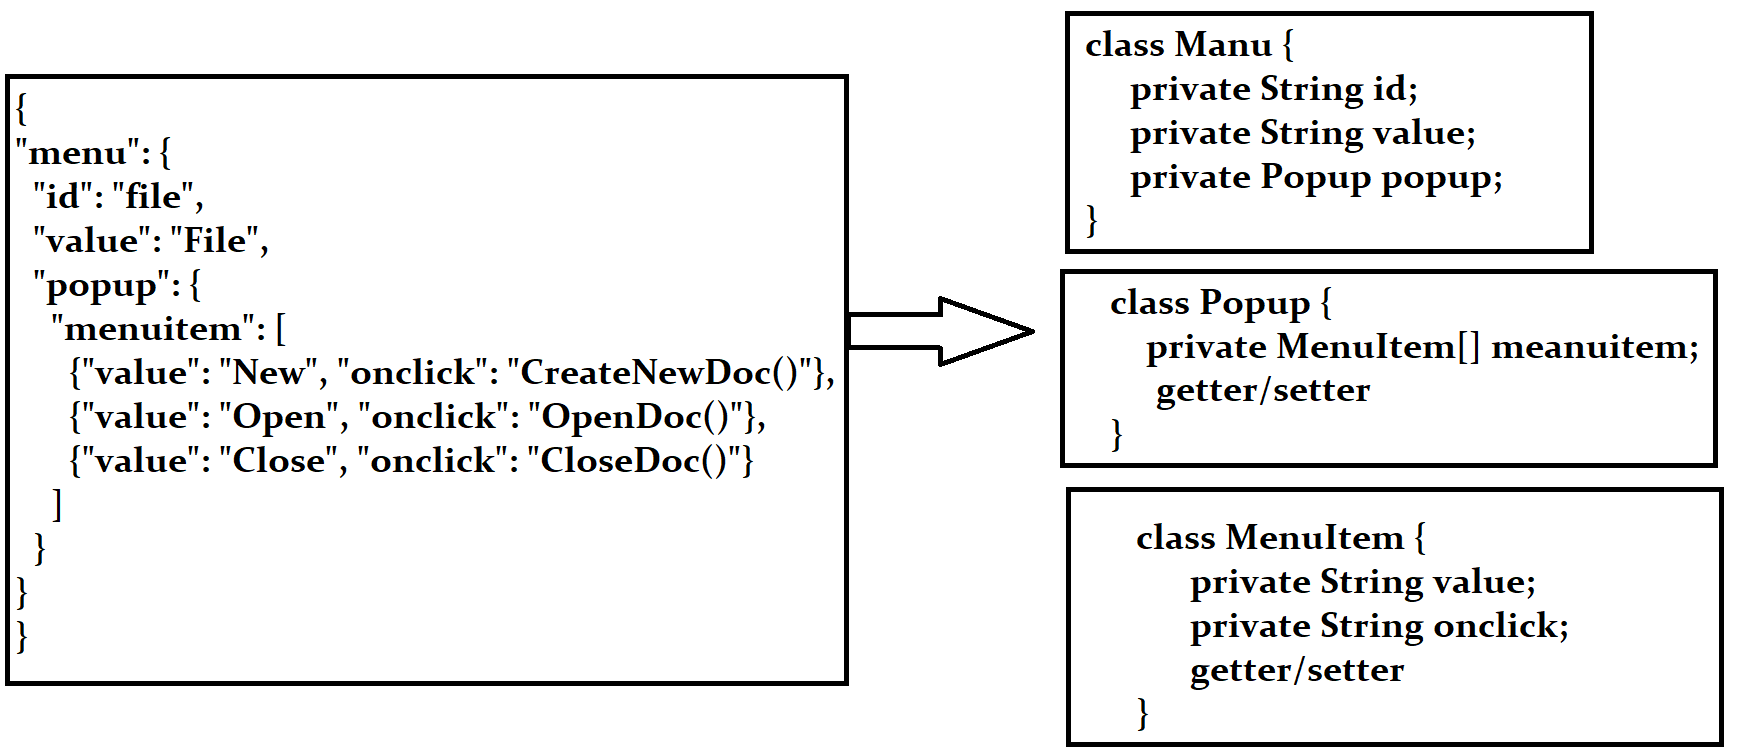 {
"menu": {
"id": "file",
"value": "File",
"popup": {
"menuitem": [
{"value": "New", "onclick": "CreateNewDoc()"},
{"value": "Open", "onclick": "OpenDoc()"},
{"value": "Close", "onclick": "CloseDoc()"}
]
}
}
}
class Manu {
private String id;
private String value;
private Popup popup;
}
class Popup {
private MenuItem[] meanuitem;
getter/setter
}
class MenuItem {
private String value;
private String onclick;
getter/setter
}